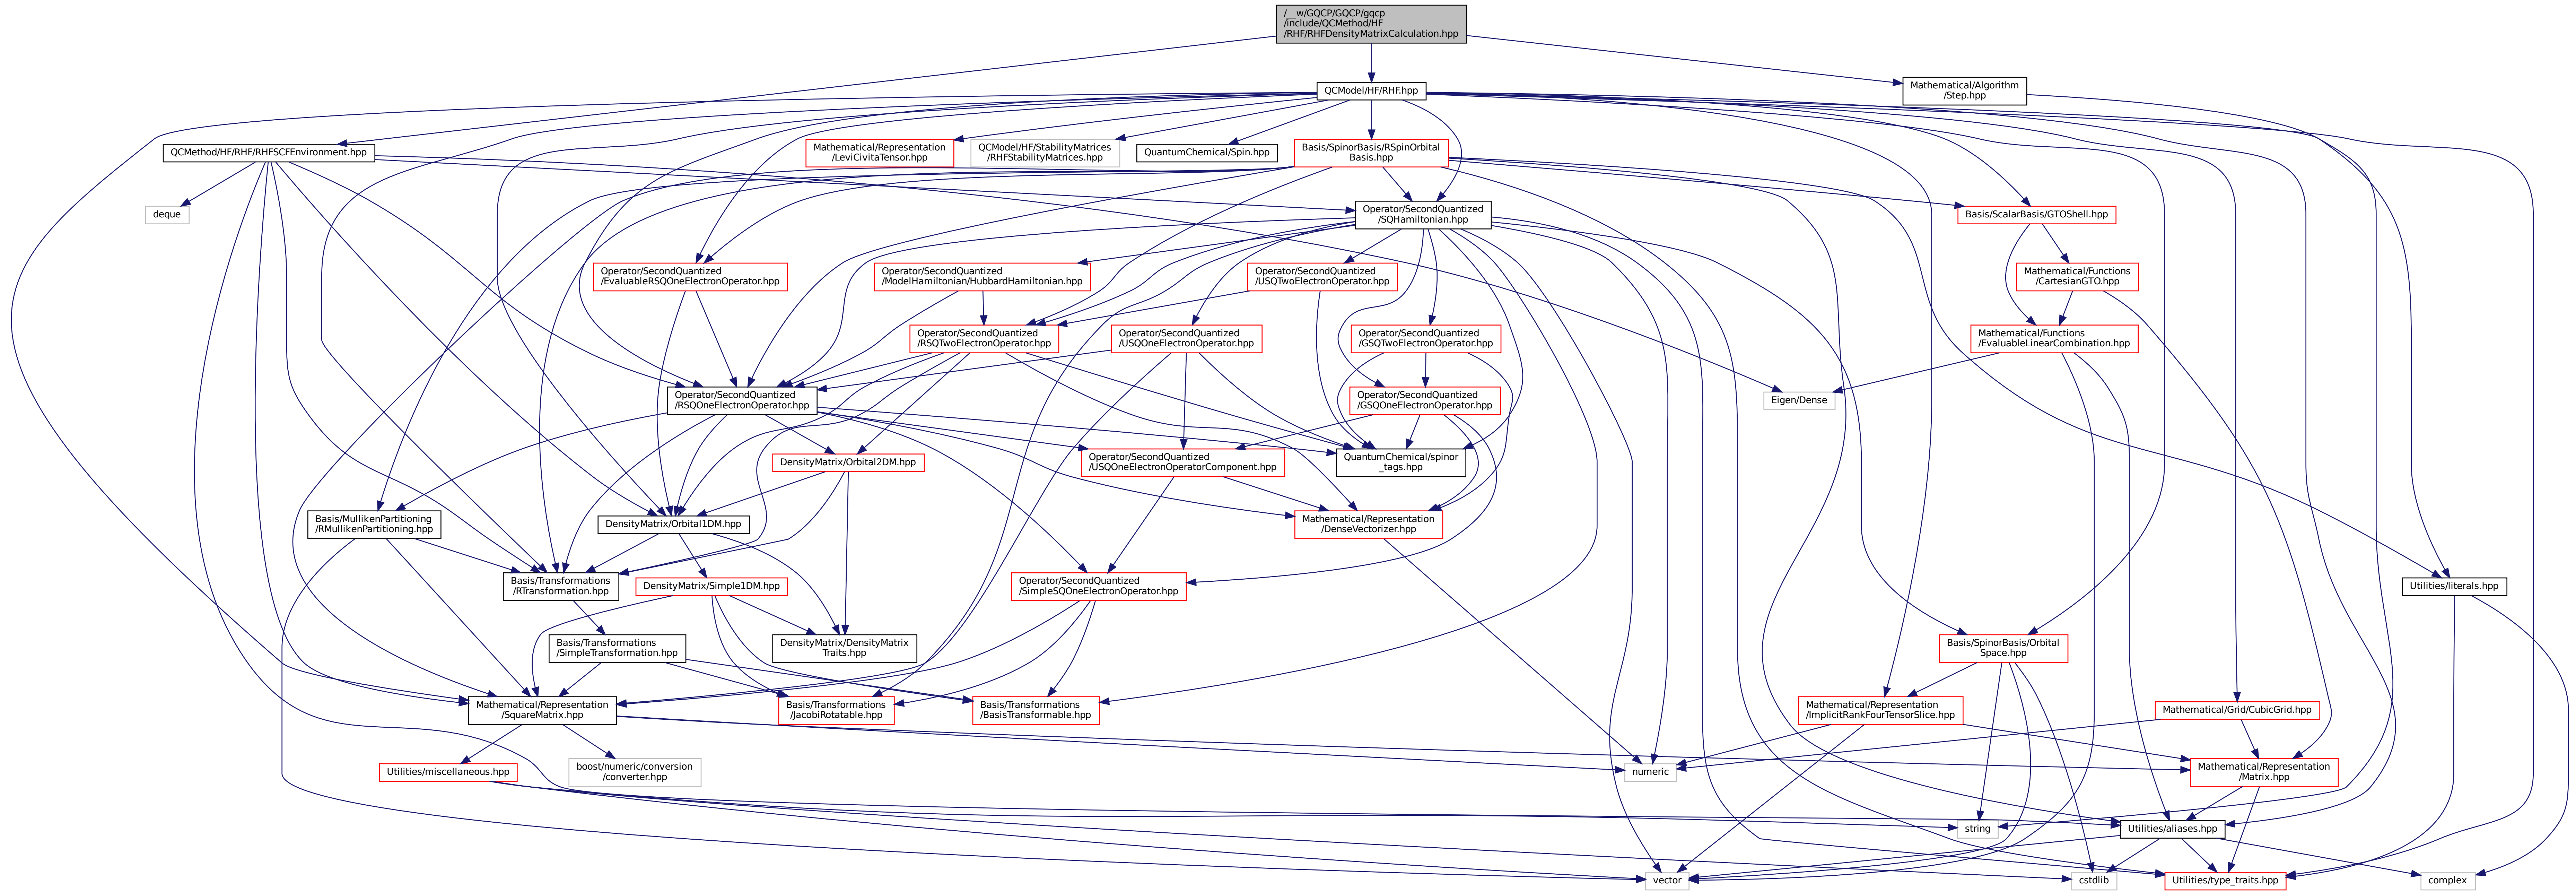 /__w/GQCP/GQCP/gqcp
/include/QCMethod/HF
/RHF/RHFDensityMatrixCalculation.hpp
QCModel/HF/RHF.hpp
Mathematical/Algorithm
/Step.hpp
QCMethod/HF/RHF/RHFSCFEnvironment.hpp
Mathematical/Representation
/LeviCivitaTensor.hpp
QCModel/HF/StabilityMatrices
/RHFStabilityMatrices.hpp
QuantumChemical/Spin.hpp
Basis/SpinorBasis/RSpinOrbital
Basis.hpp
deque
Operator/SecondQuantized
/SQHamiltonian.hpp
Basis/ScalarBasis/GTOShell.hpp
Operator/SecondQuantized
/EvaluableRSQOneElectronOperator.hpp
Operator/SecondQuantized
/ModelHamiltonian/HubbardHamiltonian.hpp
Operator/SecondQuantized
/USQTwoElectronOperator.hpp
Mathematical/Functions
/CartesianGTO.hpp
Operator/SecondQuantized
/RSQTwoElectronOperator.hpp
Operator/SecondQuantized
/USQOneElectronOperator.hpp
Operator/SecondQuantized
/GSQTwoElectronOperator.hpp
Mathematical/Functions
/EvaluableLinearCombination.hpp
Operator/SecondQuantized
/RSQOneElectronOperator.hpp
Operator/SecondQuantized
/GSQOneElectronOperator.hpp
Eigen/Dense
DensityMatrix/Orbital2DM.hpp
Operator/SecondQuantized
/USQOneElectronOperatorComponent.hpp
QuantumChemical/spinor
_tags.hpp
Basis/MullikenPartitioning
/RMullikenPartitioning.hpp
DensityMatrix/Orbital1DM.hpp
Mathematical/Representation
/DenseVectorizer.hpp
Basis/Transformations
/RTransformation.hpp
DensityMatrix/Simple1DM.hpp
Operator/SecondQuantized
/SimpleSQOneElectronOperator.hpp
Utilities/literals.hpp
Basis/Transformations
/SimpleTransformation.hpp
DensityMatrix/DensityMatrix
Traits.hpp
Basis/SpinorBasis/Orbital
Space.hpp
Mathematical/Representation
/SquareMatrix.hpp
Basis/Transformations
/JacobiRotatable.hpp
Basis/Transformations
/BasisTransformable.hpp
Mathematical/Representation
/ImplicitRankFourTensorSlice.hpp
Mathematical/Grid/CubicGrid.hpp
Utilities/miscellaneous.hpp
boost/numeric/conversion
/converter.hpp
numeric
Mathematical/Representation
/Matrix.hpp
string
Utilities/aliases.hpp
vector
cstdlib
Utilities/type_traits.hpp
complex